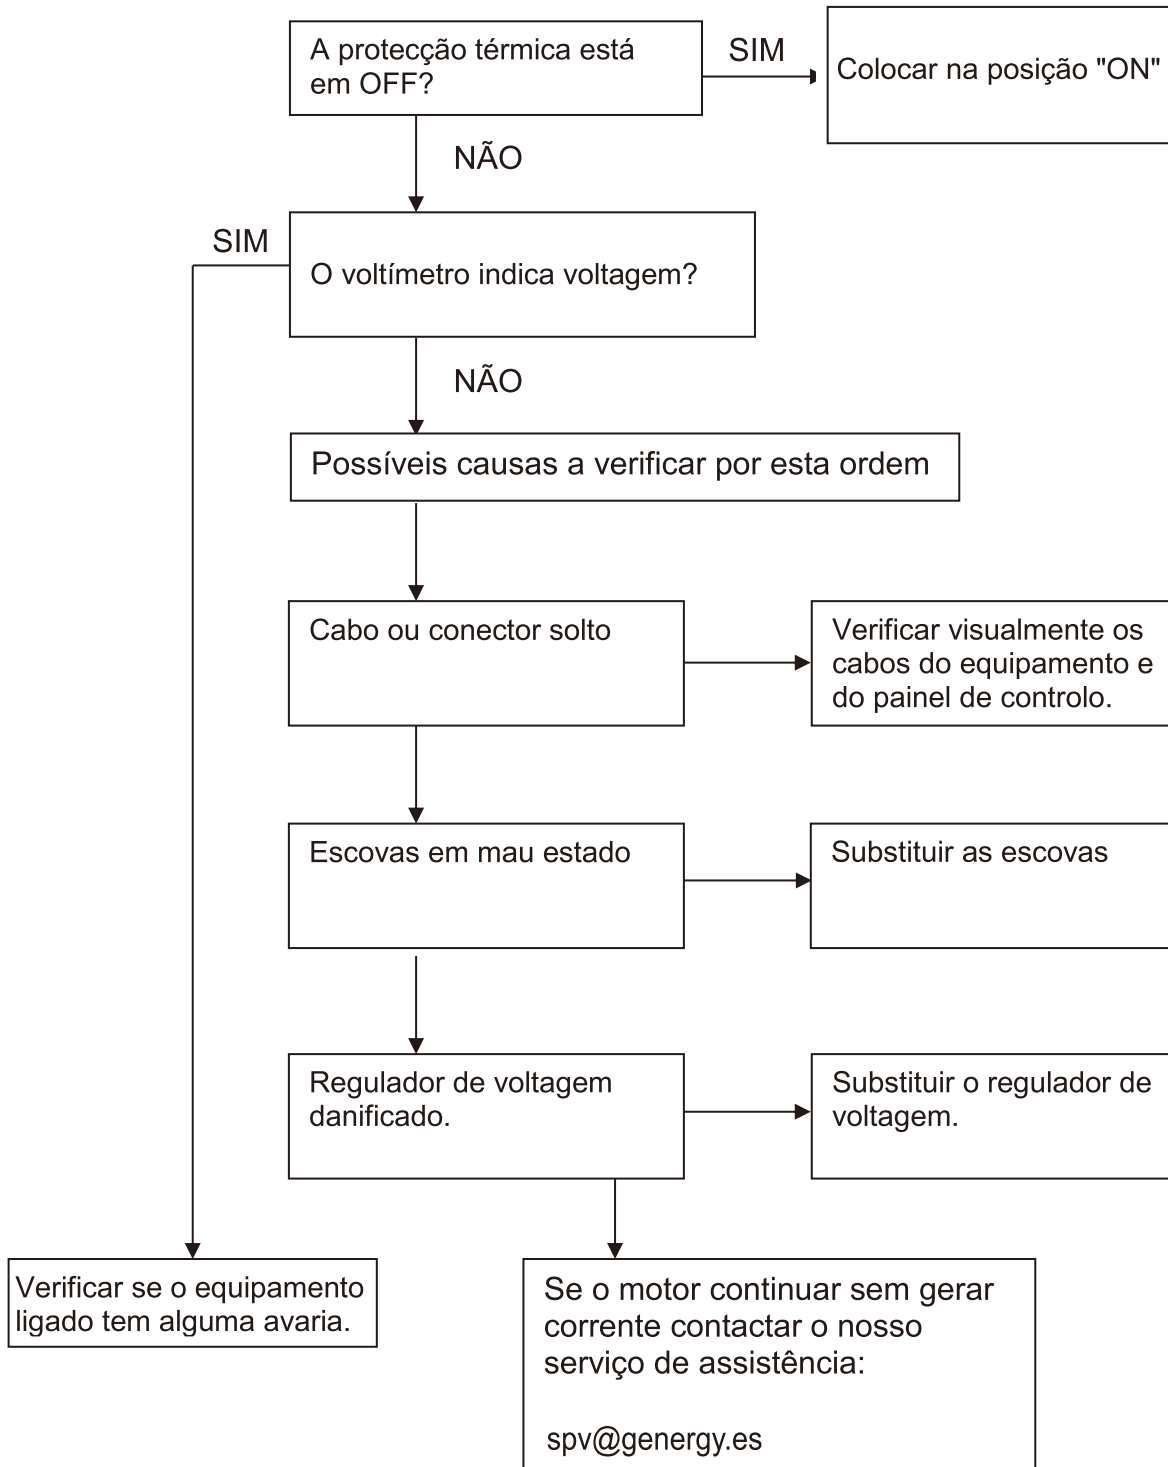 A protecção térmica está
em OFF?
SIM
Colocar na posição "ON"
NÃO
SIM
O voltímetro indica voltagem?
NÃO
Possíveis causas a verificar por esta ordem
Cabo ou conector solto
Verificar visualmente os
cabos do equipamento e
do painel de controlo.
Escovas em mau estado
Substituir as escovas
Regulador de voltagem
danificado.
Substituir o regulador de
voltagem.
Verificar se o equipamento
ligado tem alguma avaria.
Se o motor continuar sem gerar
corrente contactar o nosso
serviço de assistência:
spv@genergy.es